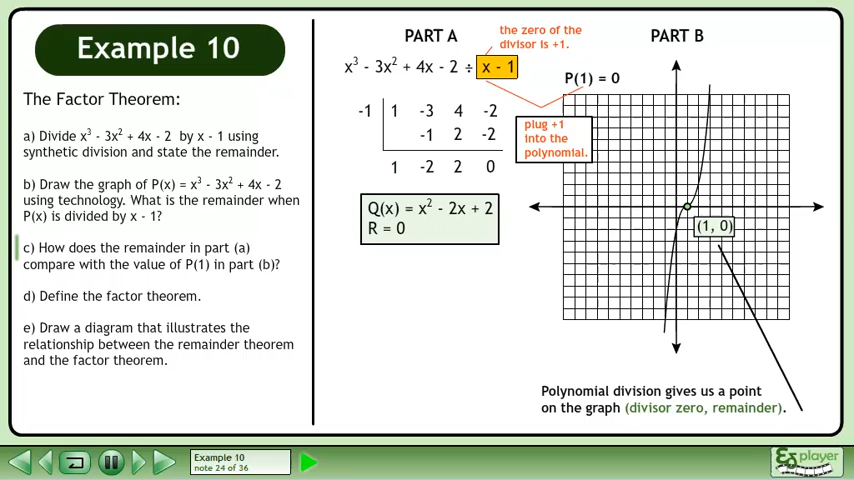 Example 10
The Factor Theorem:
a) Divide x³ - 3x² + 4x - 2 by x - 1 using
synthetic division and state the remainder.
b) Draw the graph of P(x) = x³ - 3x² + 4x - 2
using technology. What is the remainder when
P(x) is divided by x - 1?
c) How does the remainder in part (a)
compare with the value of P(1) in part (b)?
d) Define the factor theorem.
e) Draw a diagram that illustrates the
relationship between the remainder theorem
and the factor theorem.
PART A
the zero of the
divisor is +1.
x³ - 3x² + 4x - 2 ÷ x - 1
-1 1 -3 4 -2
-1 2 -2
1 -2 2 0
Q(x) = x² - 2x + 2
R = 0
plug +1
into the
polynomial.
PART B
P(1) = 0
(1, 0)
Polynomial division gives us a point
on the graph (divisor zero, remainder).
Example 10
note 24 of 36
player